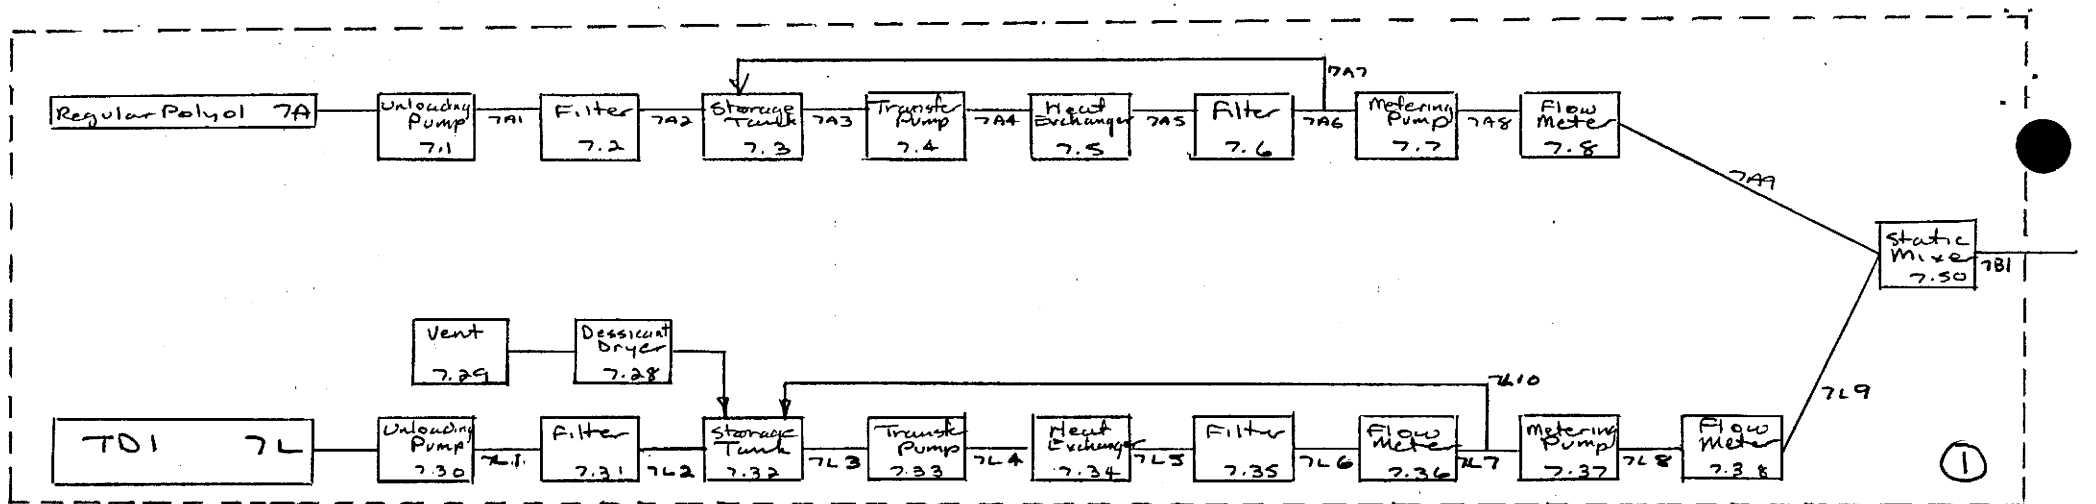 7A7
Regular Polyol 7A
Unloading
Pump
7.1
7A1
Filter
7.2
7A2
Storage
Tank
7.3
7A3
Transfer
Pump
7.4
7A4
Heat
Exchanger
7.5
7A5
Filter
7.6
7A6
Metering
Pump
7.7
7A8
Flow
Meter
7.8
7A9
Static
Mixer
7.50
7B1
Vent
7.29
Dessicant
Dryer
7.28
7L10
7L9
TDI 7L
Unloading
Pump
7.30
7L1
Filter
7.31
7L2
Storage
Tank
7.32
7L3
Transfer
Pump
7.33
7L4
Heat
Exchanger
7.34
7L5
Filter
7.35
7L6
Flow
Meter
7.36
7L7
Metering
Pump
7.37
7L8
Flow
Meter
7.38
1